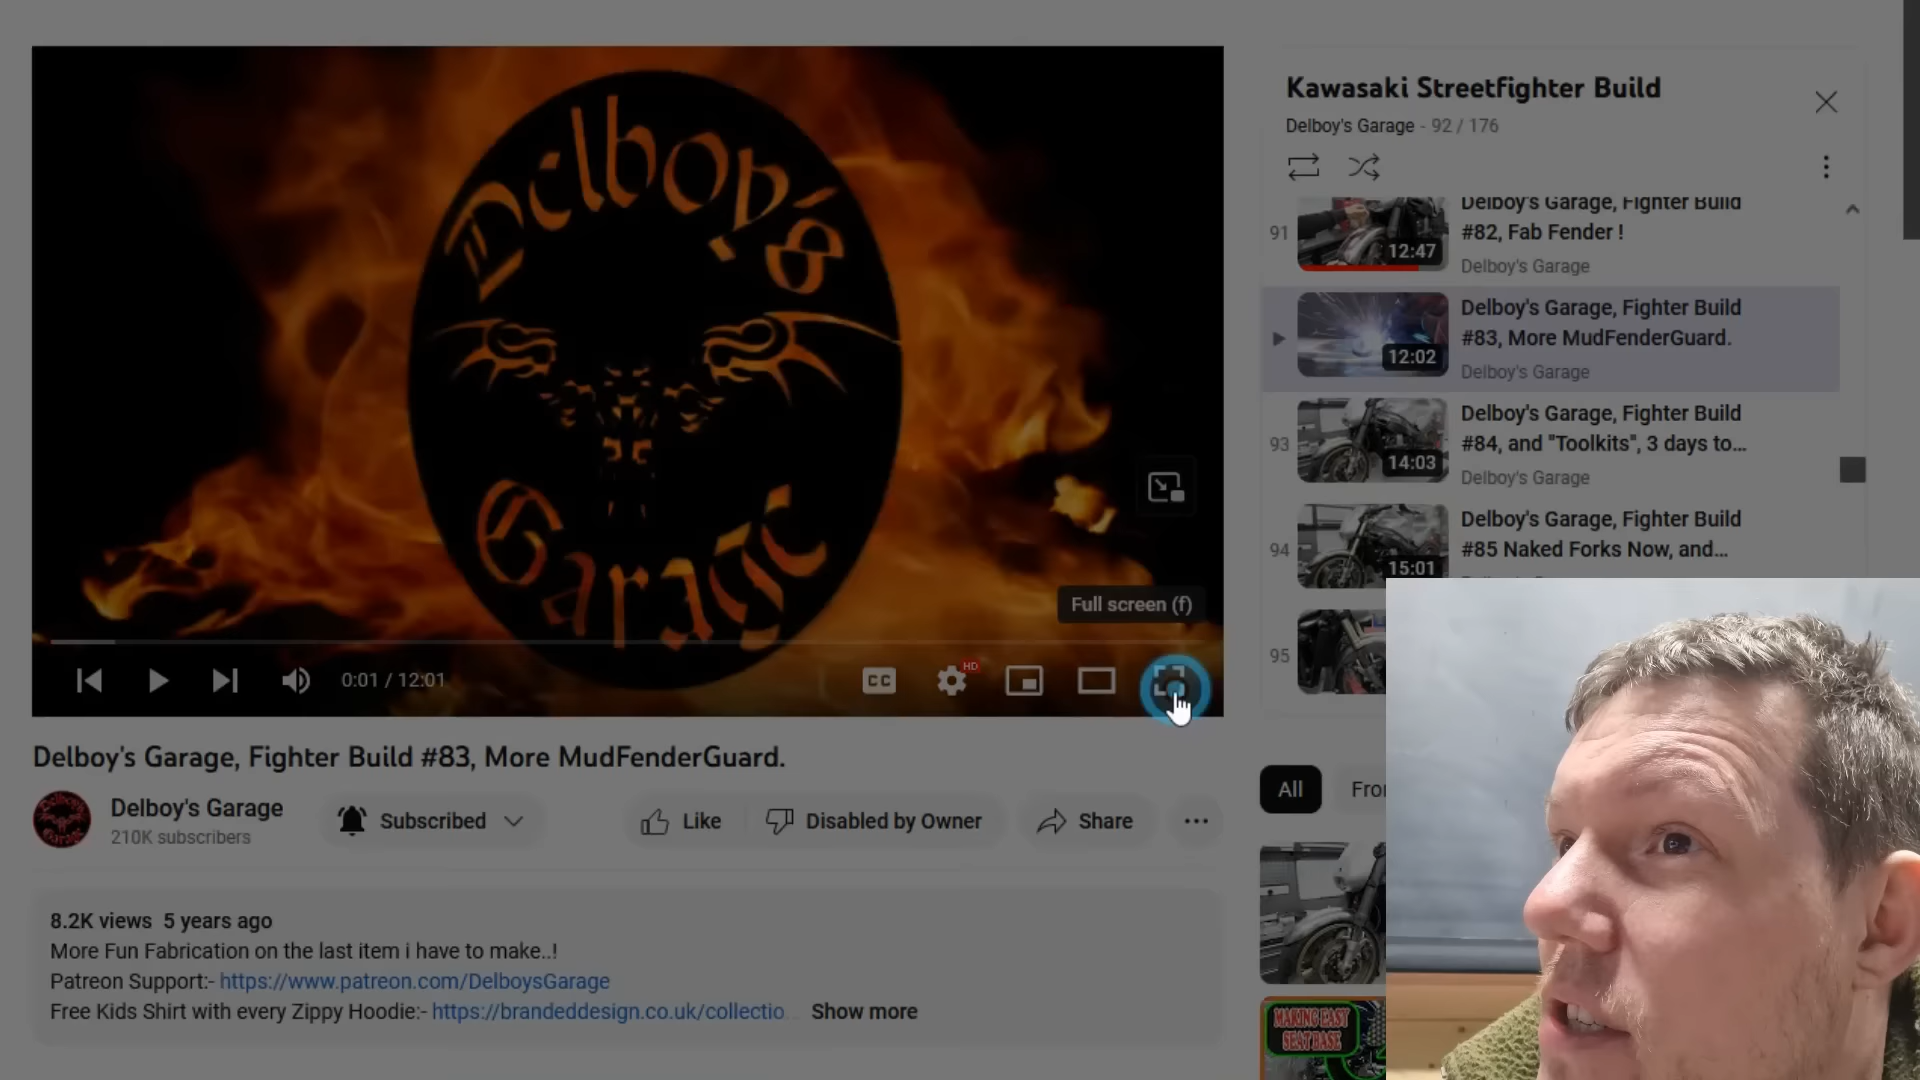 Delboy's
Garage
Full screen (f)
CC
HD
0:01 / 12:01
Delboy's Garage, Fighter Build #83, More MudFenderGuard.
Delboy's Garage
210K subscribers
Subscribed
Like
Disabled by Owner
Share
8.2K views 5 years ago
More Fun Fabrication on the last item i have to make..!
Patreon Support:- https://www.patreon.com/DelboysGarage
Free Kids Shirt with every Zippy Hoodie:- https://brandeddesign.co.uk/collectio
Show more
Kawasaki Streetfighter Build
Delboy's Garage - 92 / 176
91
12:47
Delboy's Garage, Fighter Build
#82, Fab Fender !
Delboy's Garage
12:02
Delboy's Garage, Fighter Build
#83, More MudFenderGuard.
Delboy's Garage
93
14:03
Delboy's Garage, Fighter Build
#84, and "Toolkits", 3 days to...
Delboy's Garage
94
15:01
Delboy's Garage, Fighter Build
#85 Naked Forks Now, and...
95
All
MAKING EASY
SEAT BASE